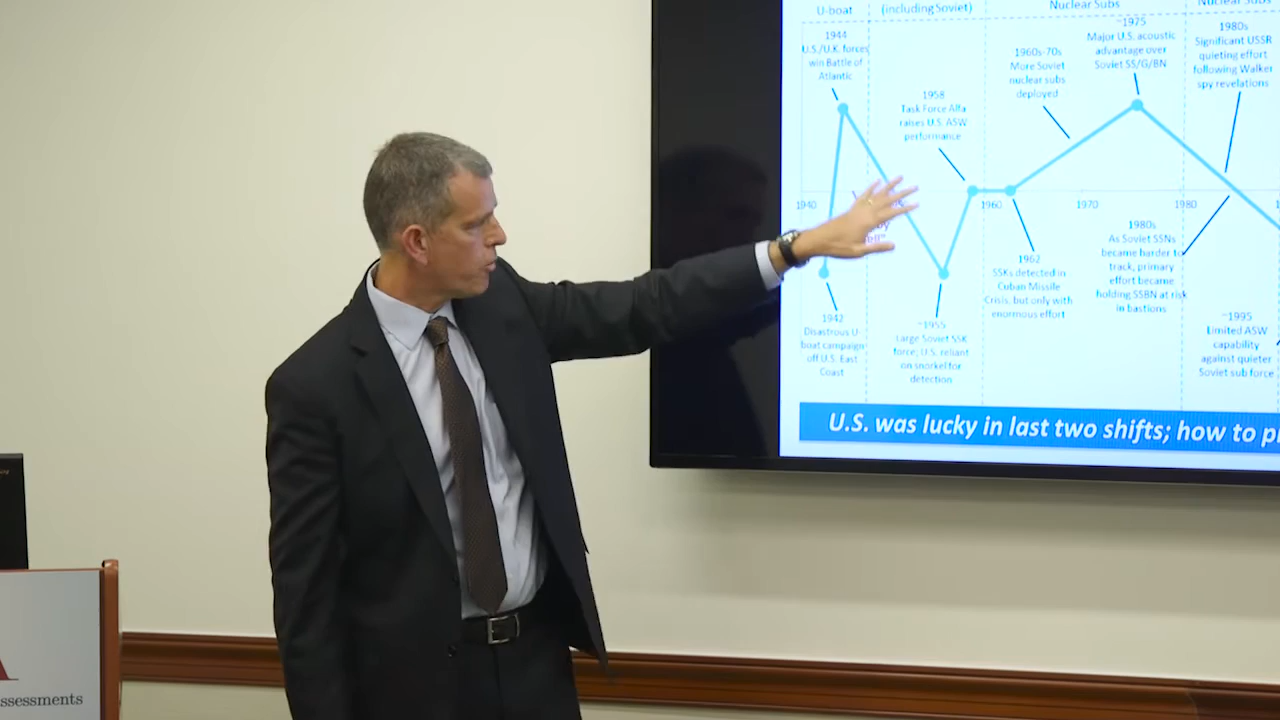 U-boat
(including Soviet)
Nuclear Subs
Nuclear Subs
1944
U.S./U.K. forces
win Battle of
Atlantic
1958
Task Force Alfa
raises U.S. ASW
performance
1960s-70s
More Soviet
nuclear subs
deployed
~1975
Major U.S. acoustic
advantage over
Soviet SS/G/BN
1980s
Significant USSR
quieting effort
following Walker
spy revelations
1940
1960
1970
1980
by
1942
Disastrous U-
boat campaign
off U.S. East
Coast
~1955
Large Soviet SSK
force; U.S. reliant
on snorkel for
detection
1962
SSKs detected in
Cuban Missile
Crisis, but only with
enormous effort
1980s
As Soviet SSNs
became harder to
track, primary
effort became
holding SSBN at risk
in bastions
~1995
Limited ASW
capability
against quieter
Soviet sub force
U.S. was lucky in last two shifts; how to
ssessments